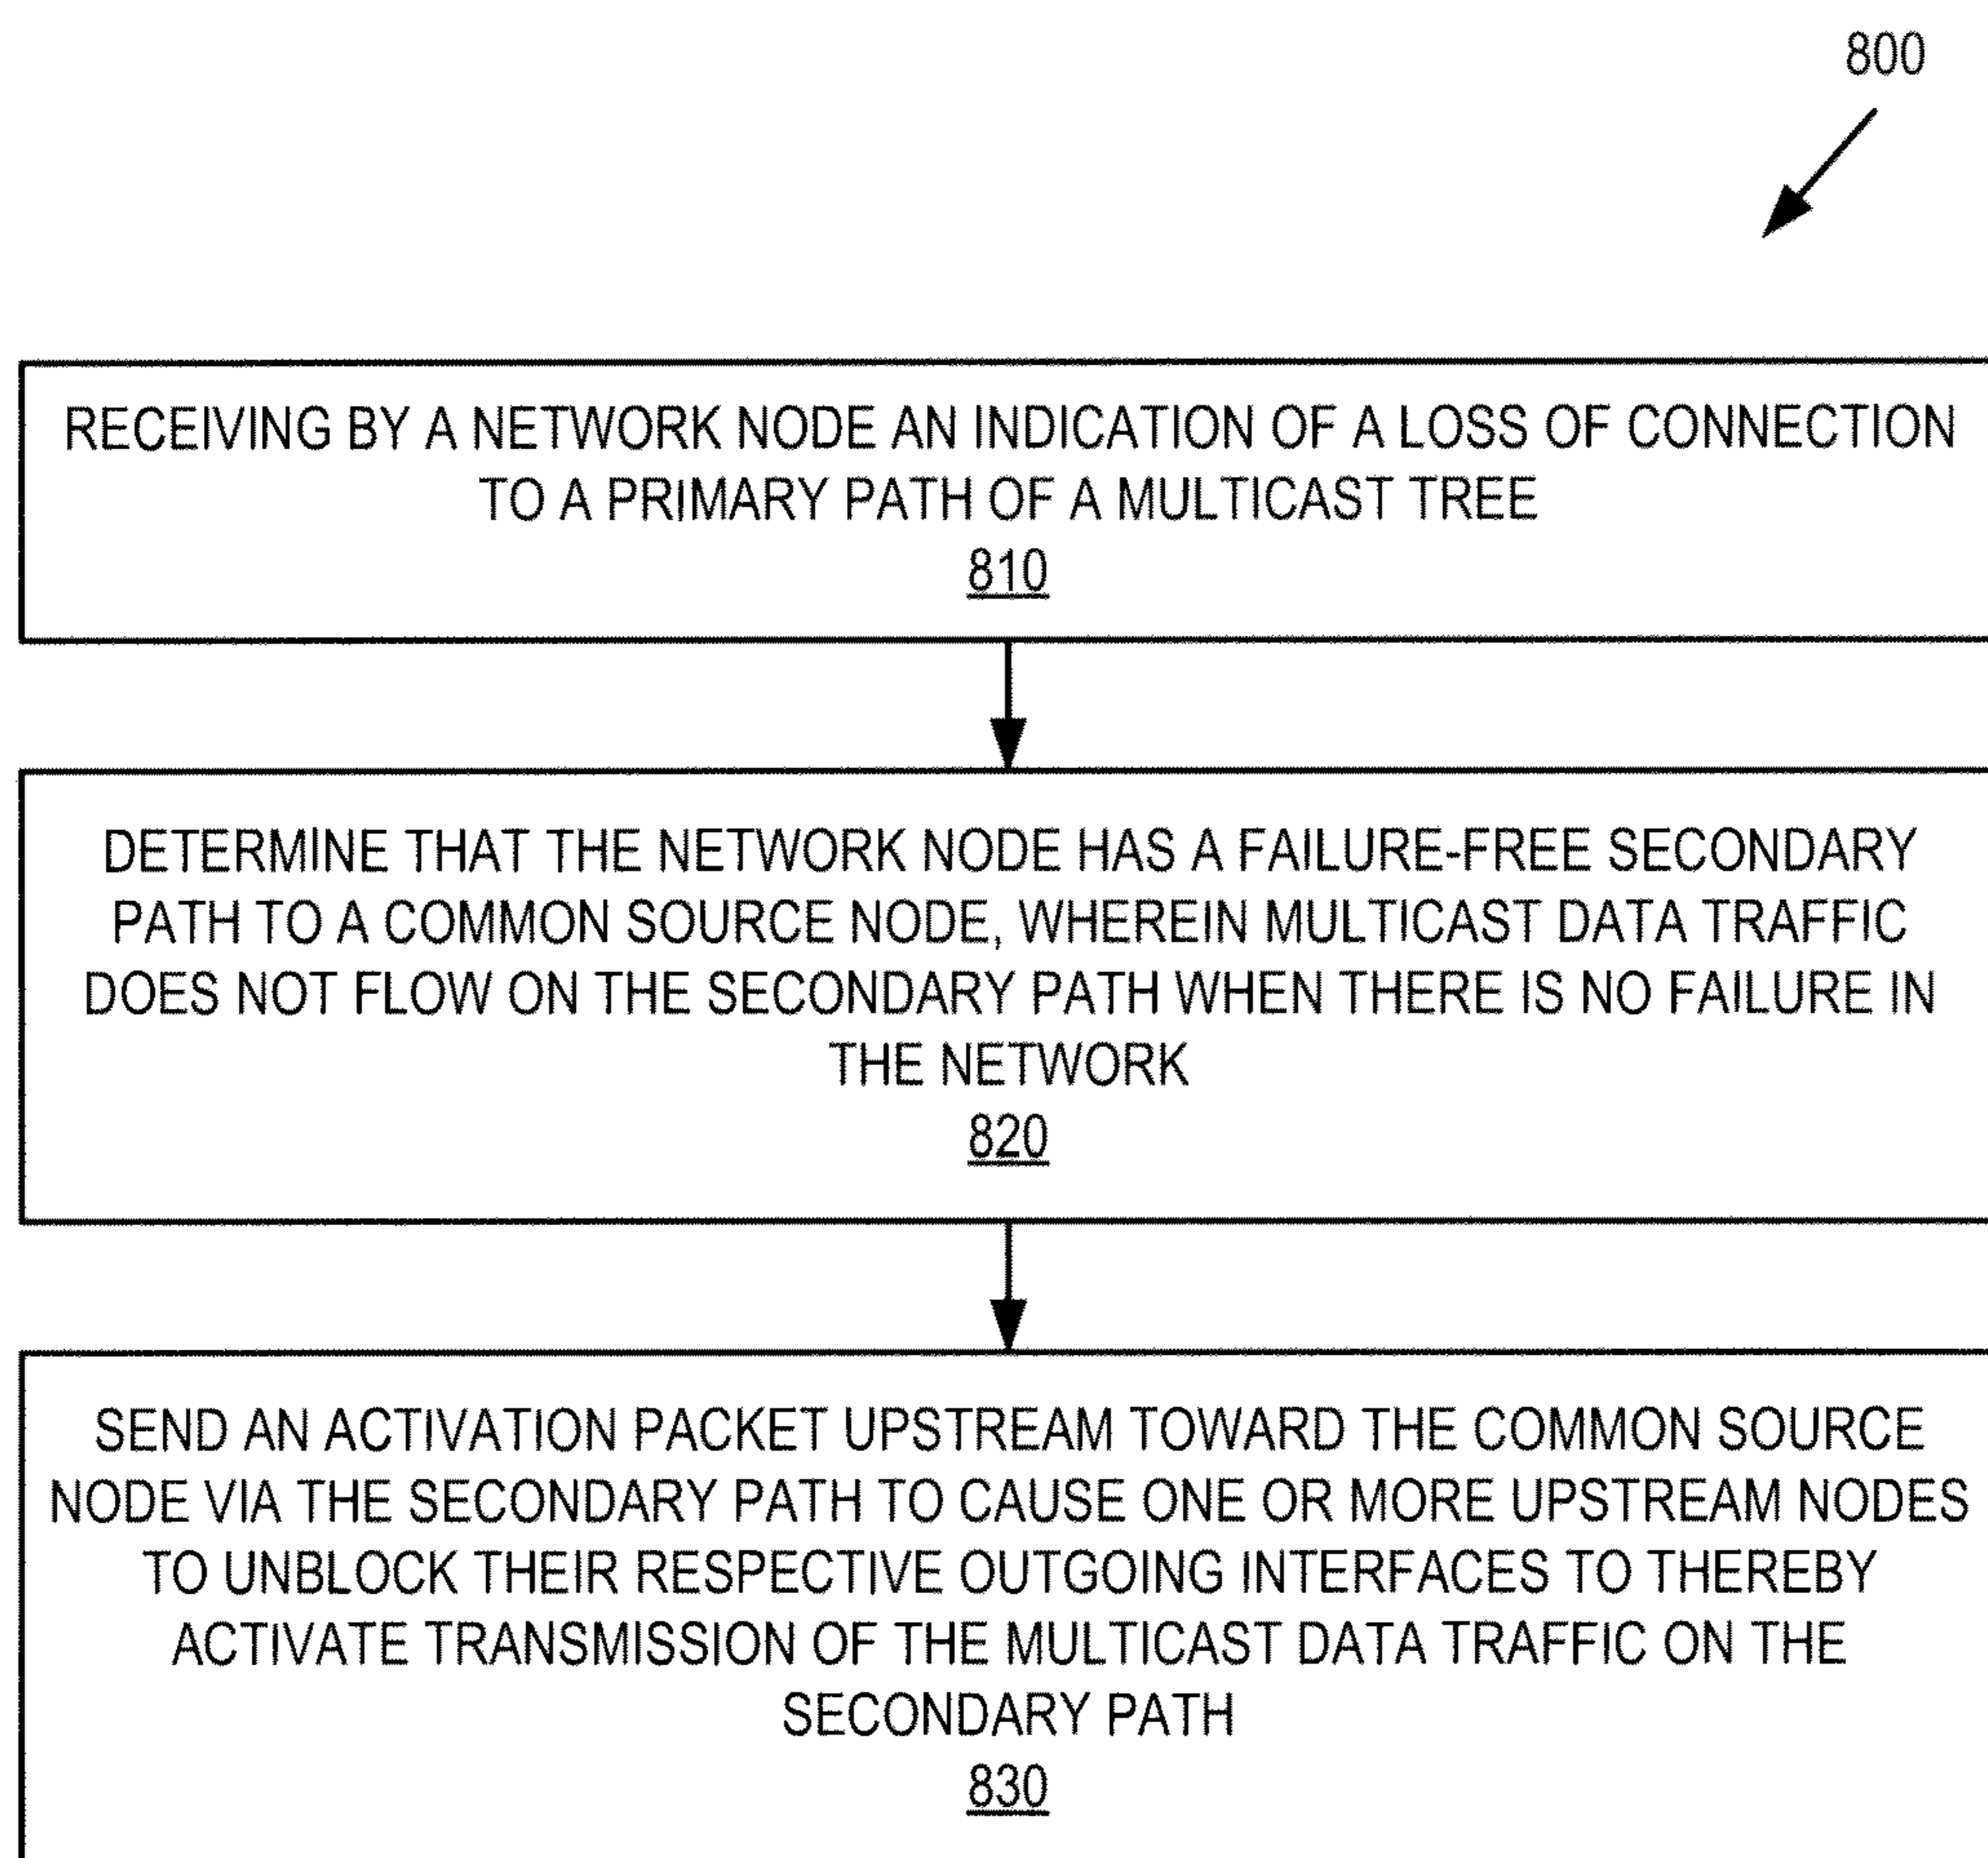 800
RECEIVING BY A NETWORK NODE AN INDICATION OF A LOSS OF CONNECTION
TO A PRIMARY PATH OF A MULTICAST TREE
810
DETERMINE THAT THE NETWORK NODE HAS A FAILURE-FREE SECONDARY
PATH TO A COMMON SOURCE NODE, WHEREIN MULTICAST DATA TRAFFIC
DOES NOT FLOW ON THE SECONDARY PATH WHEN THERE IS NO FAILURE IN
THE NETWORK
820
SEND AN ACTIVATION PACKET UPSTREAM TOWARD THE COMMON SOURCE
NODE VIA THE SECONDARY PATH TO CAUSE ONE OR MORE UPSTREAM NODES
TO UNBLOCK THEIR RESPECTIVE OUTGOING INTERFACES TO THEREBY
ACTIVATE TRANSMISSION OF THE MULTICAST DATA TRAFFIC ON THE
SECONDARY PATH
830